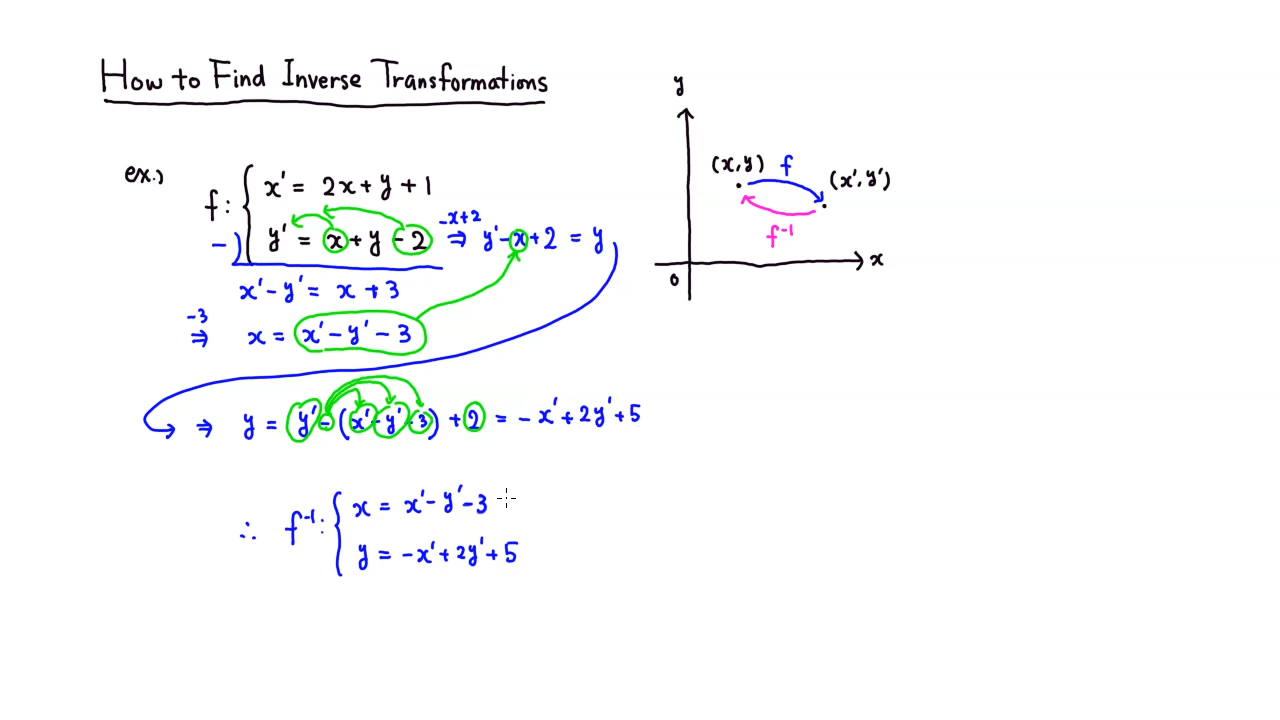 How to Find Inverse Transformations
ex.)
f: { x' = 2x + y + 1
y' = x + y - 2 ⇒ y' - x + 2 = y
-x+2
-)
x' - y' = x + 3
-3
⇒ x = x' - y' - 3
⇒ y = y' - (x' - y' - 3) + 2 = - x' + 2y' + 5
∴ f⁻¹: { x = x' - y' - 3
y = -x' + 2y' + 5
y
(x, y) f (x', y')
f⁻¹
x
0